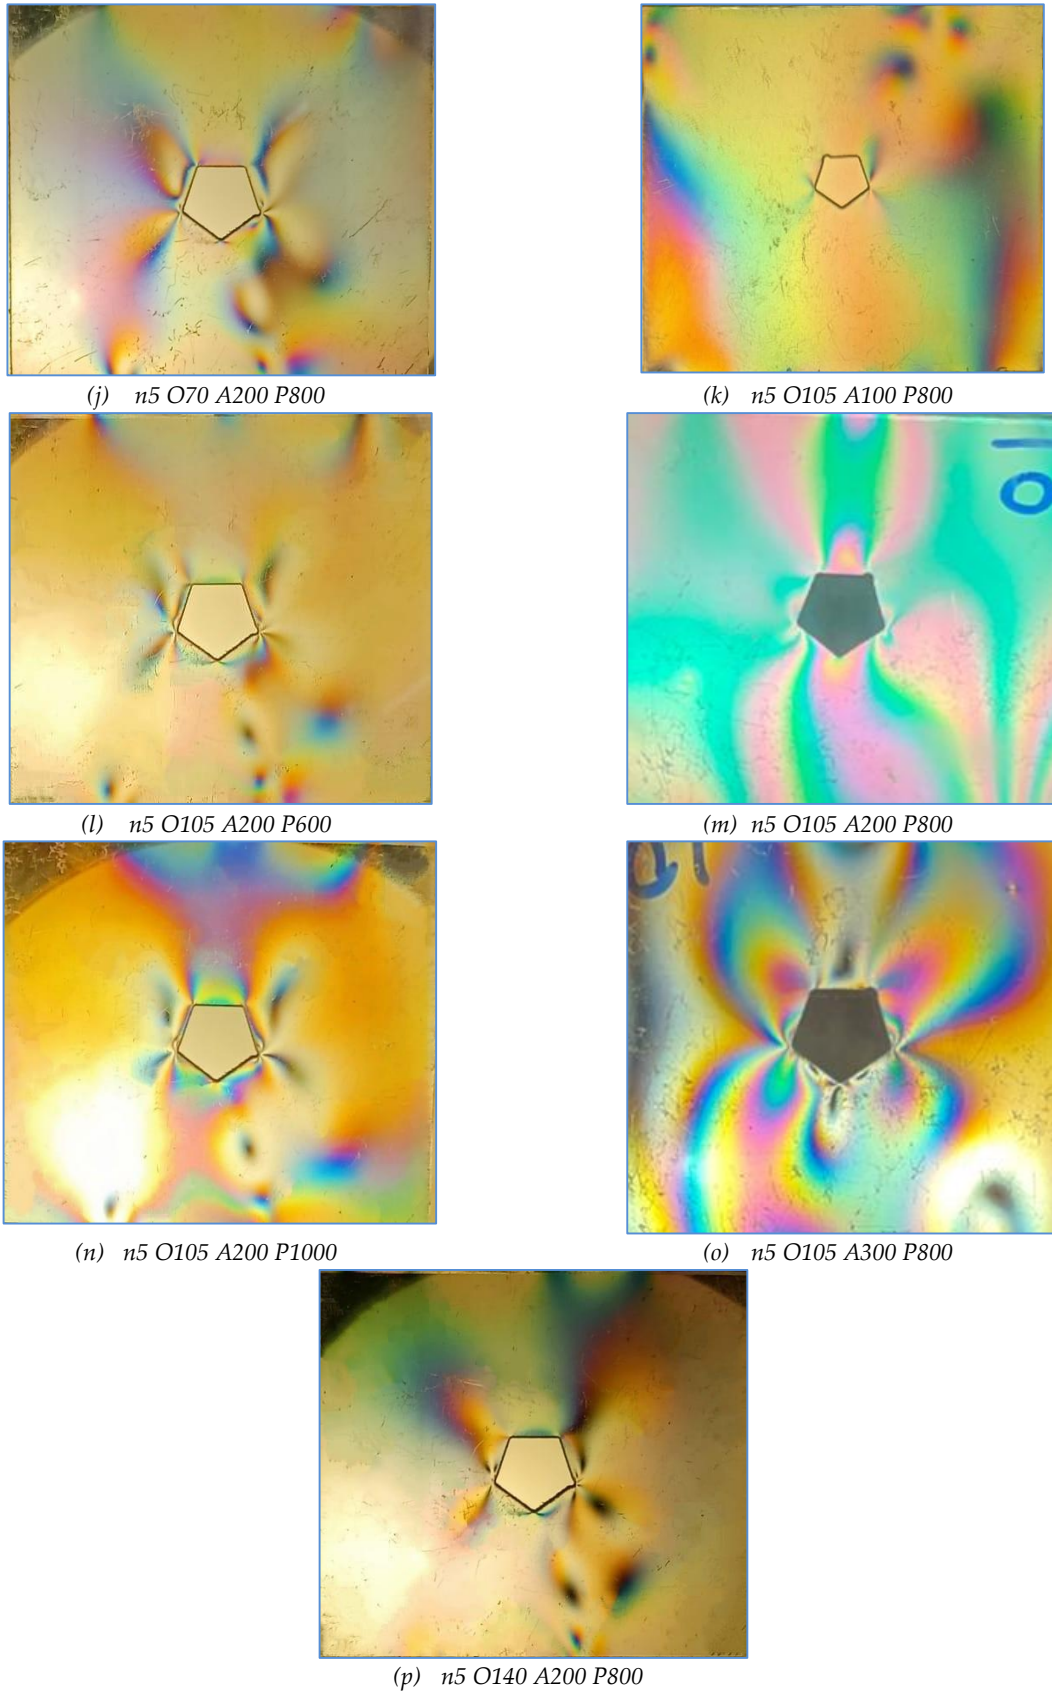 (j) n5 O70 A200 P800
(k) n5 O105 A100 P800
(l) n5 O105 A200 P600
(m) n5 O105 A200 P800
(n) n5 O105 A200 P1000
(o) n5 O105 A300 P800
(p) n5 O140 A200 P800